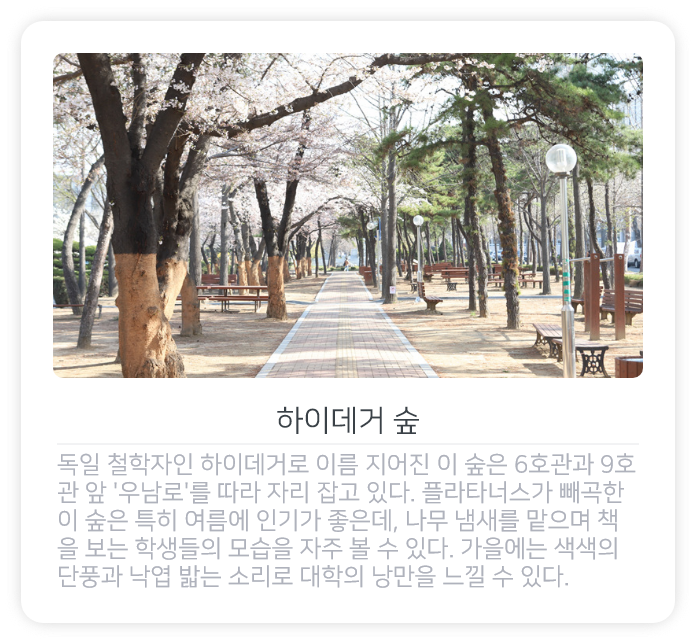 하이데거 숲
독일 철학자인 하이데거로 이름 지어진 이 숲은 6호관과 9호
관 앞 '우남로'를 따라 자리 잡고 있다. 플라타너스가 빼곡한
이 숲은 특히 여름에 인기가 좋은데, 나무 냄새를 맡으며 책
을 보는 학생들의 모습을 자주 볼 수 있다. 가을에는 색색의
단풍과 낙엽 밟는 소리로 대학의 낭만을 느낄 수 있다.